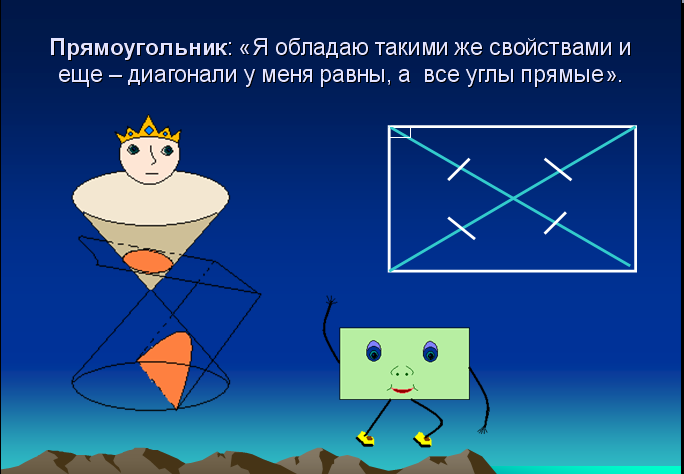 Прямоугольник: «Я обладаю такими же свойствами и
еще – диагонали у меня равны, а все углы прямые».